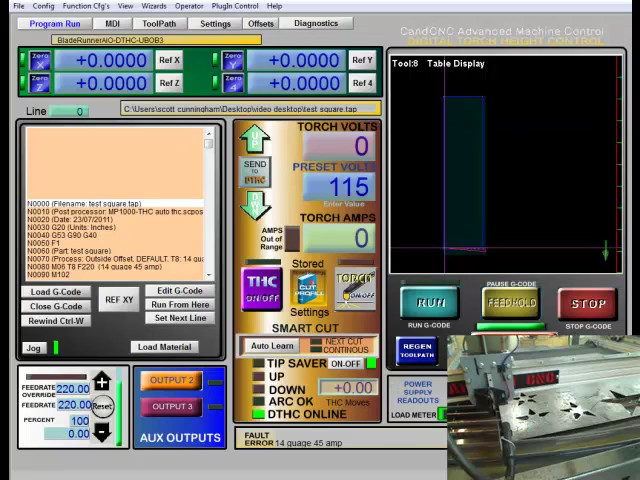 File Config Function Cfg's View Wizards Operator PlugIn Control Help
Program Run MDI ToolPath Settings Offsets Diagnostics
CandCNC Advanced Machine Control
DIGITAL TORCH HEIGHT CONTROL
BladeRunnerAIO-DTHC-UBOB3
Zero X +0.0000 Ref X Zero Y +0.0000 Ref Y
Zero Z +0.0000 Ref Z Zero 4 +0.0000 Ref 4
Tool:8 Table Display
Line 0 C:\Users\scott cunningham\Desktop\video desktop\test square.tap
N0000 (Filename: test square.tap)
N0010 (Post processor: MP1000-THC auto thc.scpos
N0020 (Date: 23/07/2011)
N0030 G20 (Units: Inches)
N0040 G53 G90 G40
N0050 F1
N0060 (Part: test square)
N0070 (Process: Outside Offset, DEFAULT, T8: 14 gu
N0080 M06 T8 F220 (14 guage 45 amp)
N0090 M102
TORCH VOLTS
0
UP
SEND TO DTHC
PRESET VOLTS
115
Enter Value
TORCH AMPS
AMPS Out of Range
0
Stored
THC ON/OFF
CUT PROFILE
TORCH ON/OFF
Settings
SMART CUT
Auto Learn
NEXT CUT
CONTINOUS
TIP SAVER ON-OFF
UP
DOWN +0.00
ARC OK THC Moves
DTHC ONLINE
Load G-Code
Close G-Code
Rewind Ctrl-W
REF XY
Edit G-Code
Run From Here
Set Next Line
Jog
Load Material
FEEDRATE 220.00
OVERRIDE
FEEDRATE 220.00
PERCENT 100
0.00
Reset
OUTPUT 2
OUTPUT 3
AUX OUTPUTS
FAULT
ERROR 14 guage 45 amp
PAUSE G-CODE
RUN FEEDHOLD STOP
RUN G-CODE STOP G-CODE
REGEN TOOLPATH
POWER
SUPPLY
READOUTS
LOAD METER